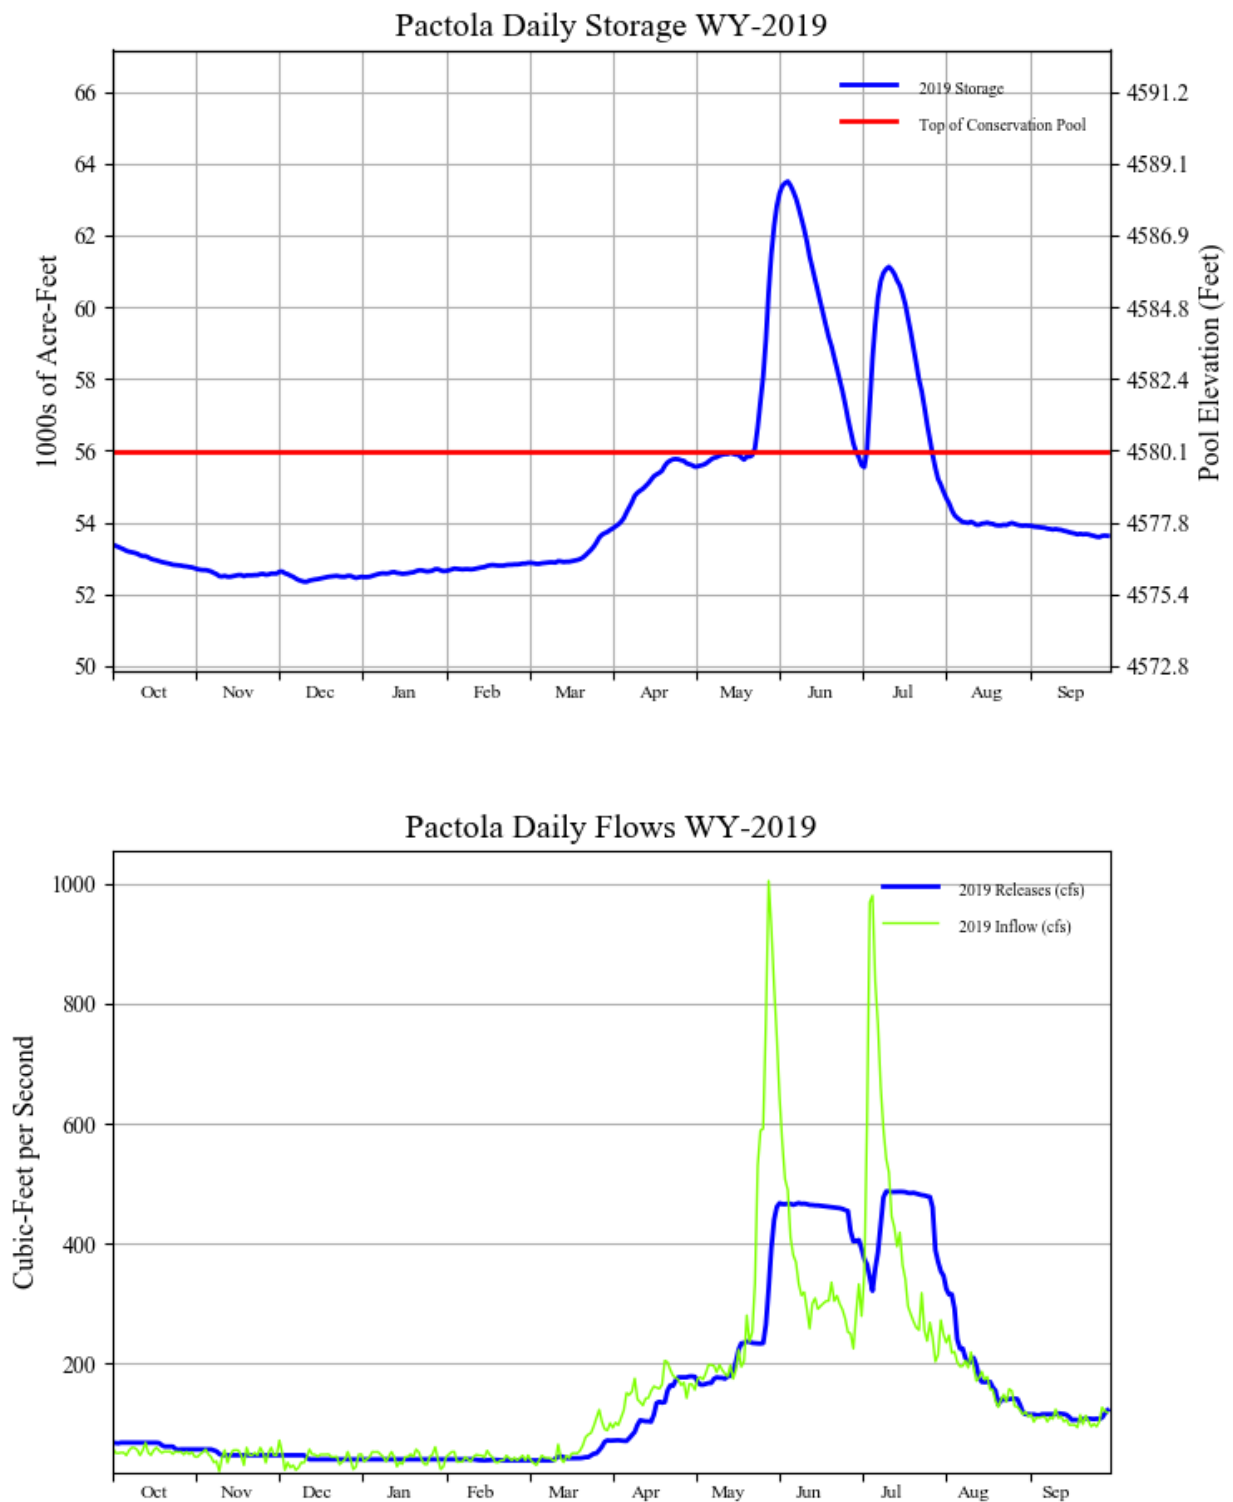 Pactola Daily Storage WY-2019
66
64
62
60
58
56
54
52
50
1000s of Acre-Feet
2019 Storage
Top of Conservation Pool
4591.2
4589.1
4586.9
4584.8
4582.4
4580.1
4577.8
4575.4
4572.8
Pool Elevation (Feet)
Oct Nov Dec Jan Feb Mar Apr May Jun Jul Aug Sep
Pactola Daily Flows WY-2019
1000
800
600
400
200
Cubic-Feet per Second
2019 Releases (cfs)
2019 Inflow (cfs)
Oct Nov Dec Jan Feb Mar Apr May Jun Jul Aug Sep